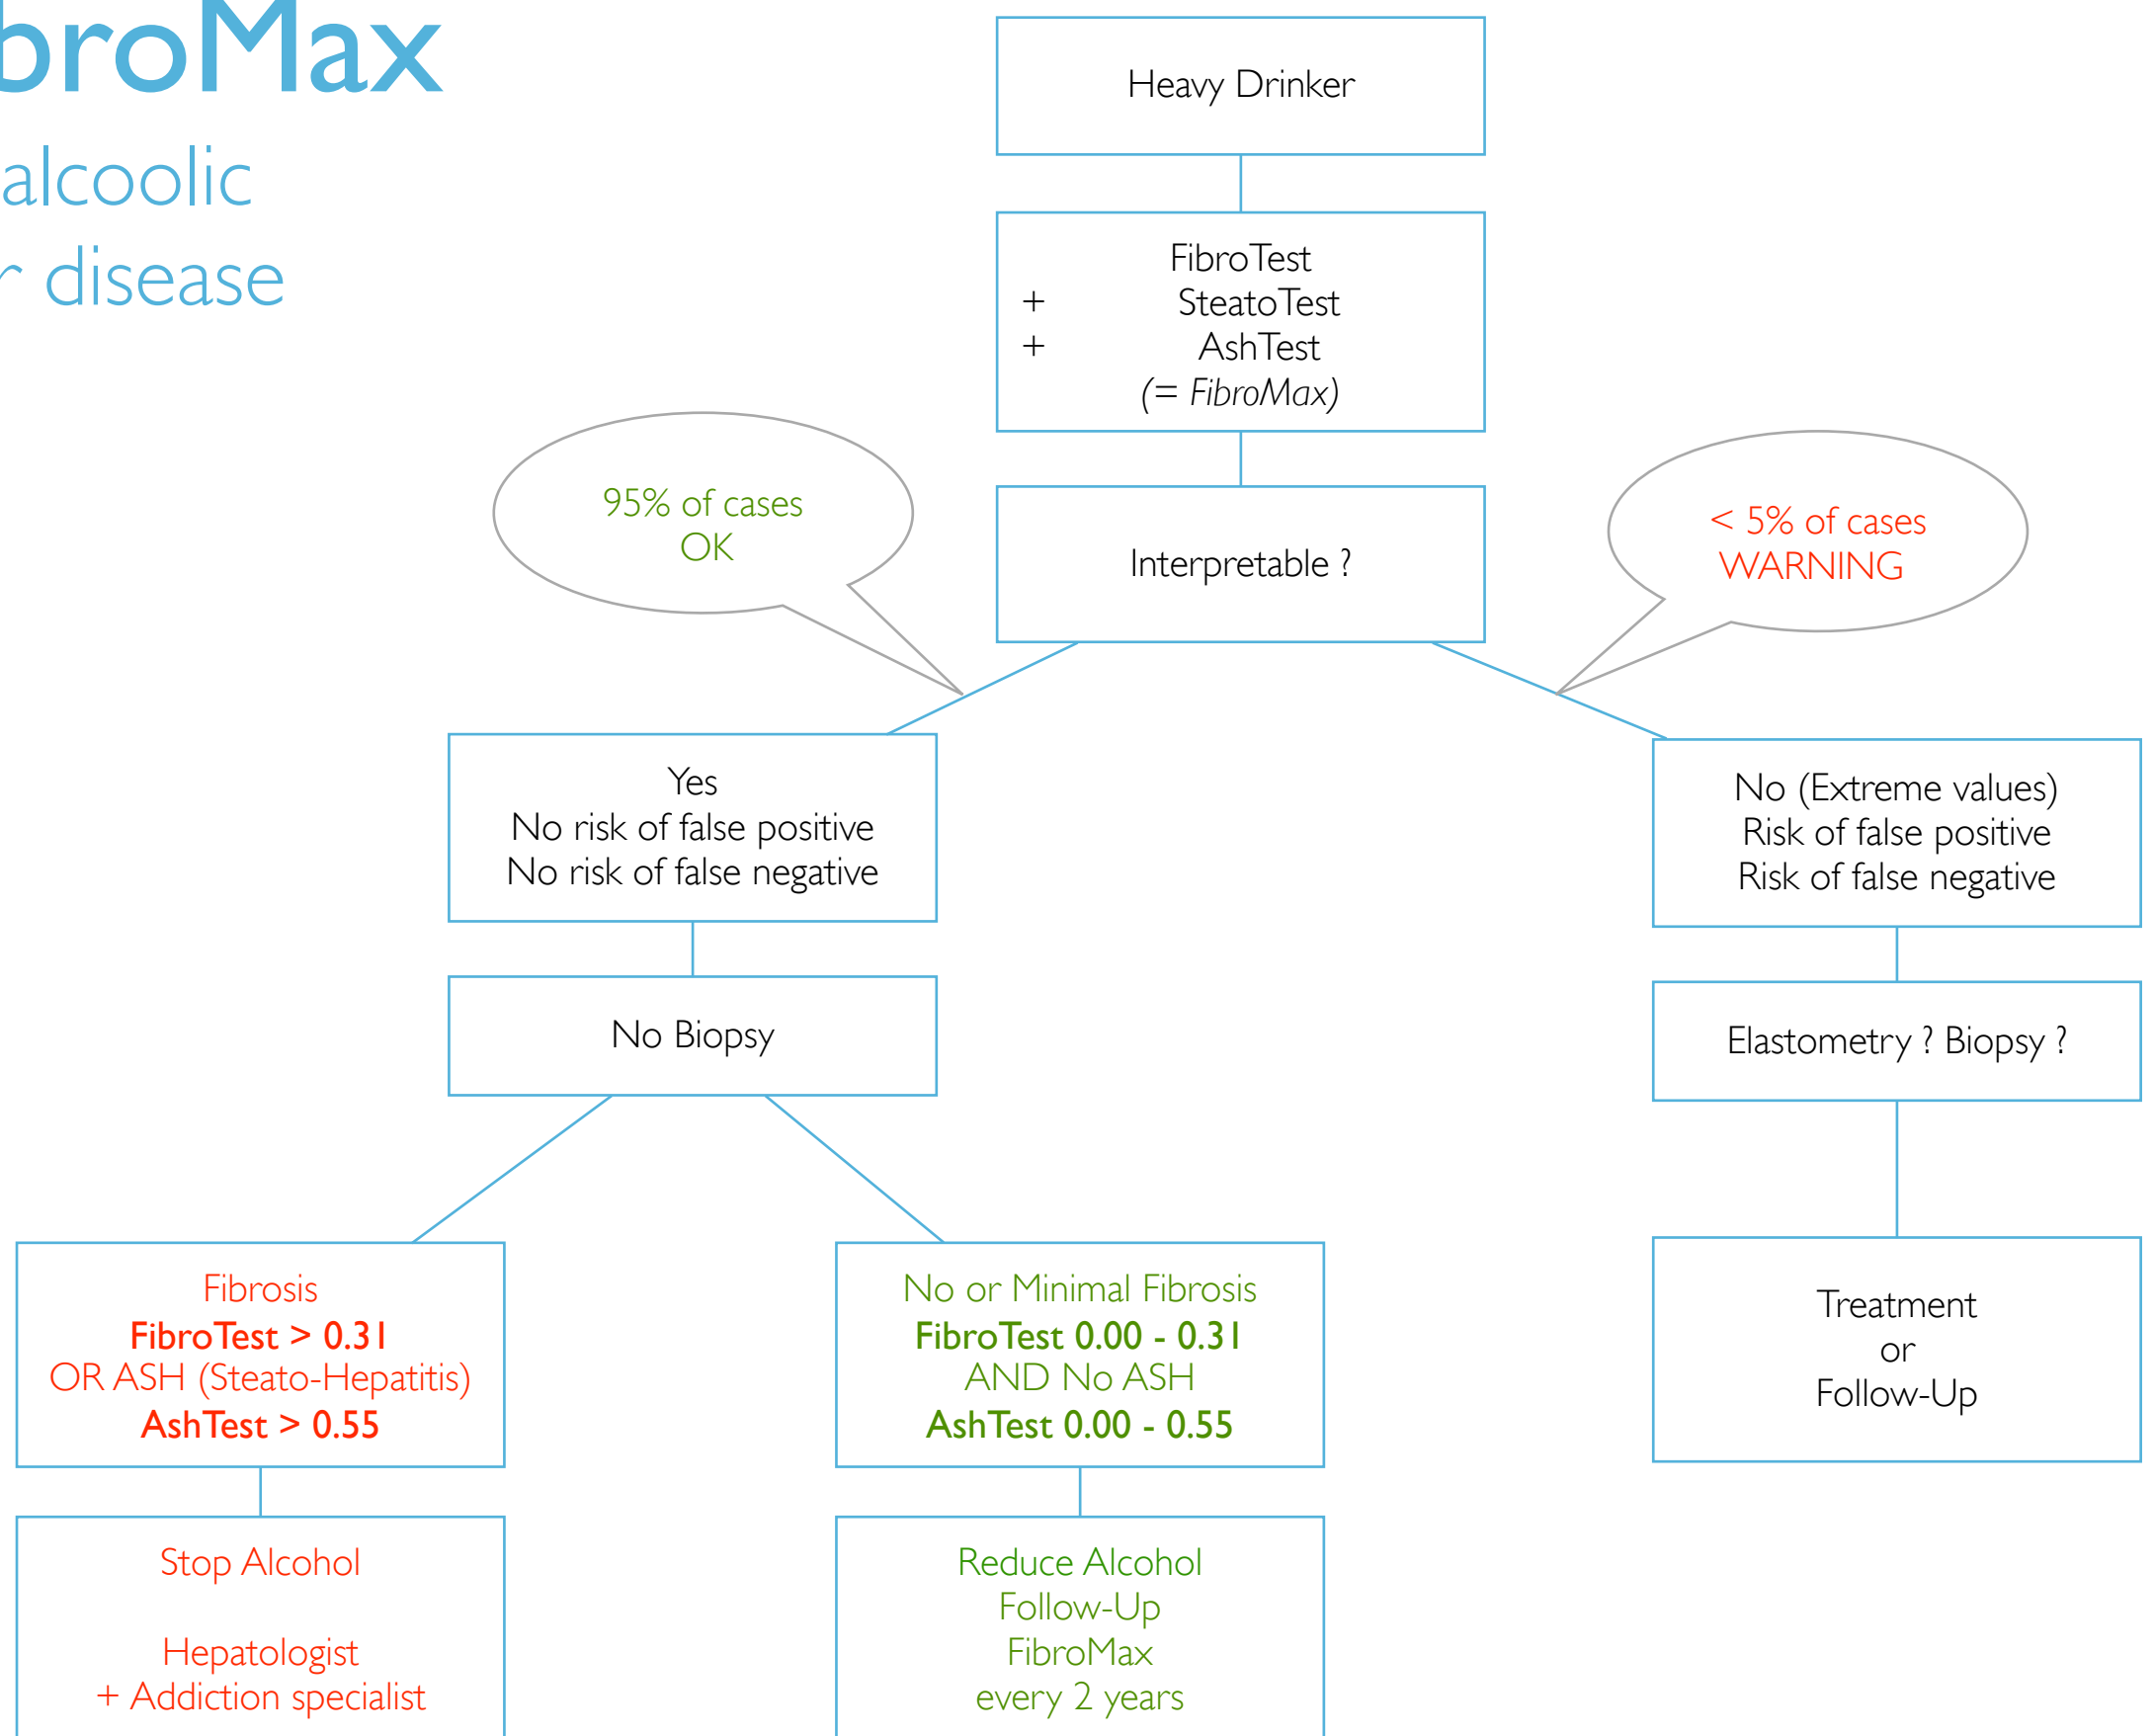 broMax
alcoolic
r disease
Heavy Drinker
FibroTest
+ SteatoTest
+ AshTest
(= FibroMax)
95% of cases
OK
Interpretable ?
< 5% of cases
WARNING
Yes
No risk of false positive
No risk of false negative
No (Extreme values)
Risk of false positive
Risk of false negative
No Biopsy
Elastometry ? Biopsy ?
Fibrosis
FibroTest > 0.31
OR ASH (Steato-Hepatitis)
AshTest > 0.55
No or Minimal Fibrosis
FibroTest 0.00 - 0.31
AND No ASH
AshTest 0.00 - 0.55
Treatment
or
Follow-Up
Stop Alcohol
Hepatologist
+ Addiction specialist
Reduce Alcohol
Follow-Up
FibroMax
every 2 years